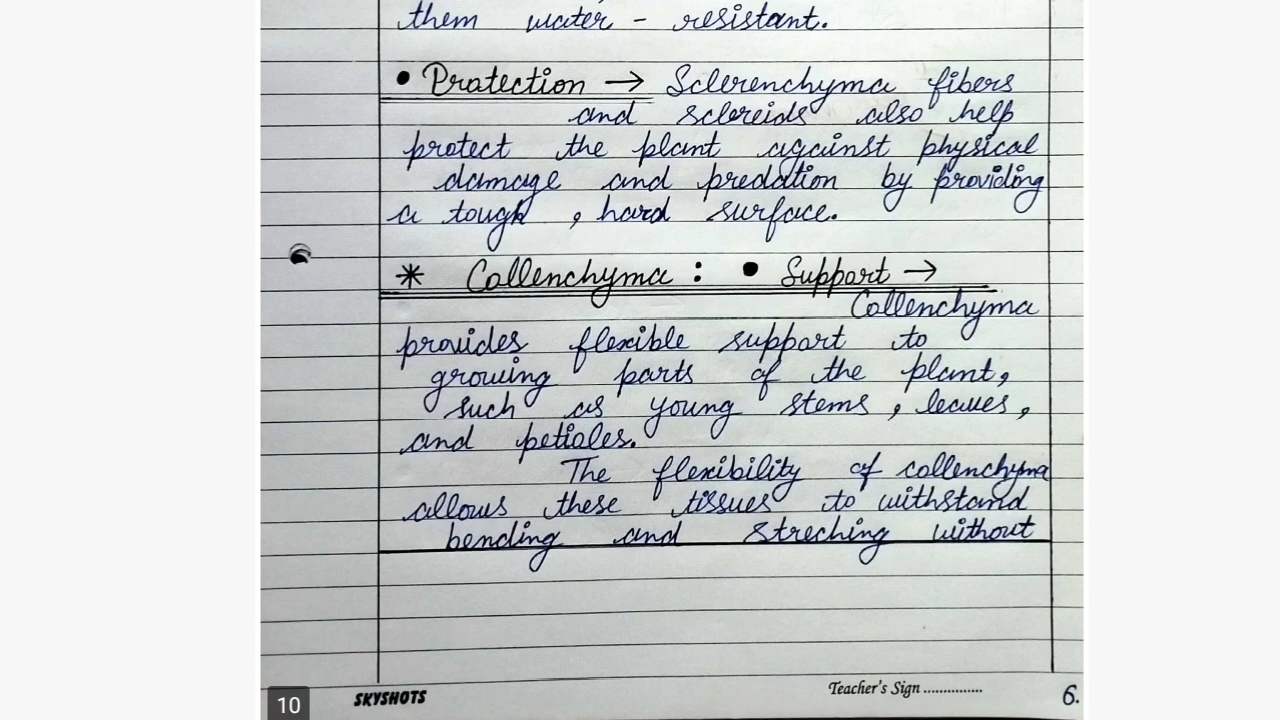 them water - resistant.
• Protection → Sclerenchyma fibers
and sclereids also help
protect the plant against physical
damage and predation by providing
a tough , hard surface.
* Collenchyma : • Support →
Collenchyma
provides flexible support to
growing parts of the plant,
such as young stems , leaves ,
and petioles.
The flexibility of collenchyma
allows these tissues to withstand
bending and streching without
10
SKYSHOTS
Teacher's Sign ...............
6.